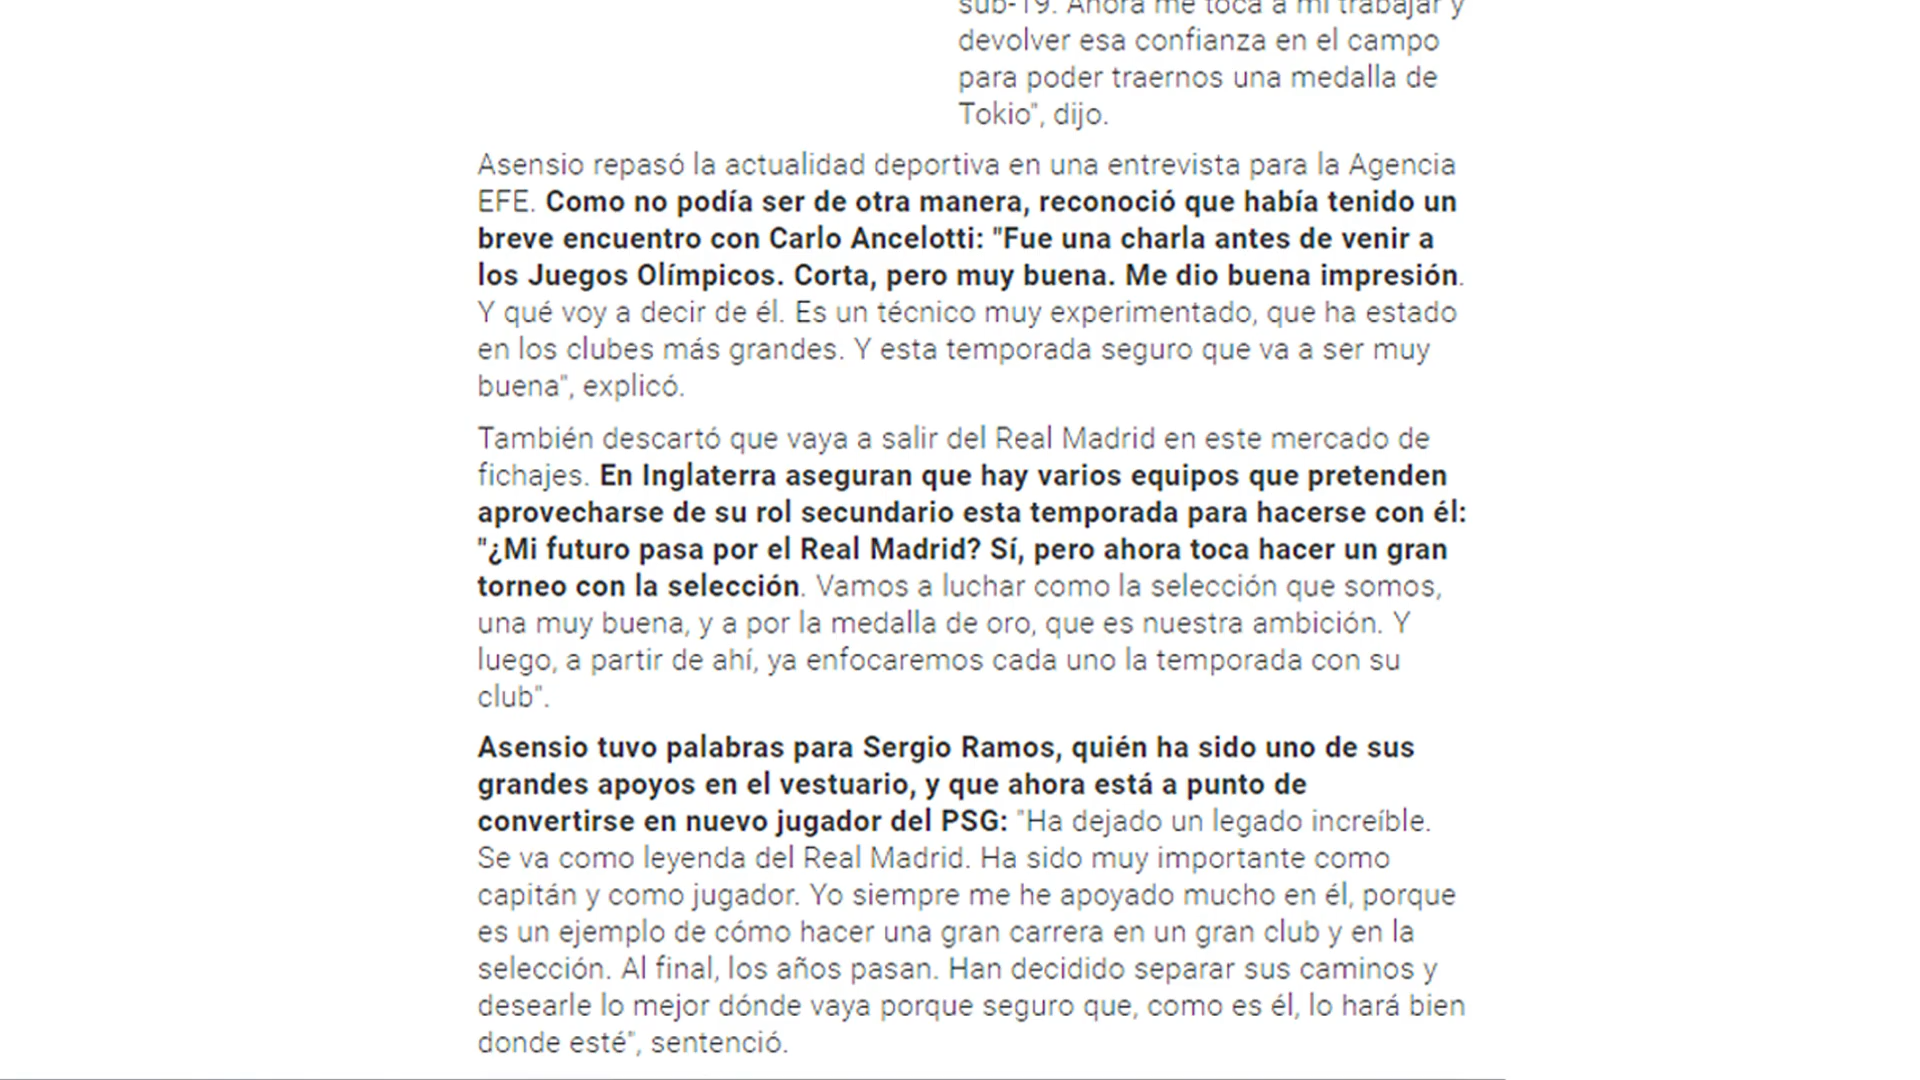 sub-19. Ahora me toca a mí trabajar y
devolver esa confianza en el campo
para poder traernos una medalla de
Tokio", dijo.
Asensio repasó la actualidad deportiva en una entrevista para la Agencia
EFE. Como no podía ser de otra manera, reconoció que había tenido un
breve encuentro con Carlo Ancelotti: "Fue una charla antes de venir a
los Juegos Olímpicos. Corta, pero muy buena. Me dio buena impresión.
Y qué voy a decir de él. Es un técnico muy experimentado, que ha estado
en los clubes más grandes. Y esta temporada seguro que va a ser muy
buena", explicó.
También descartó que vaya a salir del Real Madrid en este mercado de
fichajes. En Inglaterra aseguran que hay varios equipos que pretenden
aprovecharse de su rol secundario esta temporada para hacerse con él:
"¿Mi futuro pasa por el Real Madrid? Sí, pero ahora toca hacer un gran
torneo con la selección. Vamos a luchar como la selección que somos,
una muy buena, y a por la medalla de oro, que es nuestra ambición. Y
luego, a partir de ahí, ya enfocaremos cada uno la temporada con su
club".
Asensio tuvo palabras para Sergio Ramos, quién ha sido uno de sus
grandes apoyos en el vestuario, y que ahora está a punto de
convertirse en nuevo jugador del PSG: "Ha dejado un legado increíble.
Se va como leyenda del Real Madrid. Ha sido muy importante como
capitán y como jugador. Yo siempre me he apoyado mucho en él, porque
es un ejemplo de cómo hacer una gran carrera en un gran club y en la
selección. Al final, los años pasan. Han decidido separar sus caminos y
desearle lo mejor dónde vaya porque seguro que, como es él, lo hará bien
donde esté", sentenció.